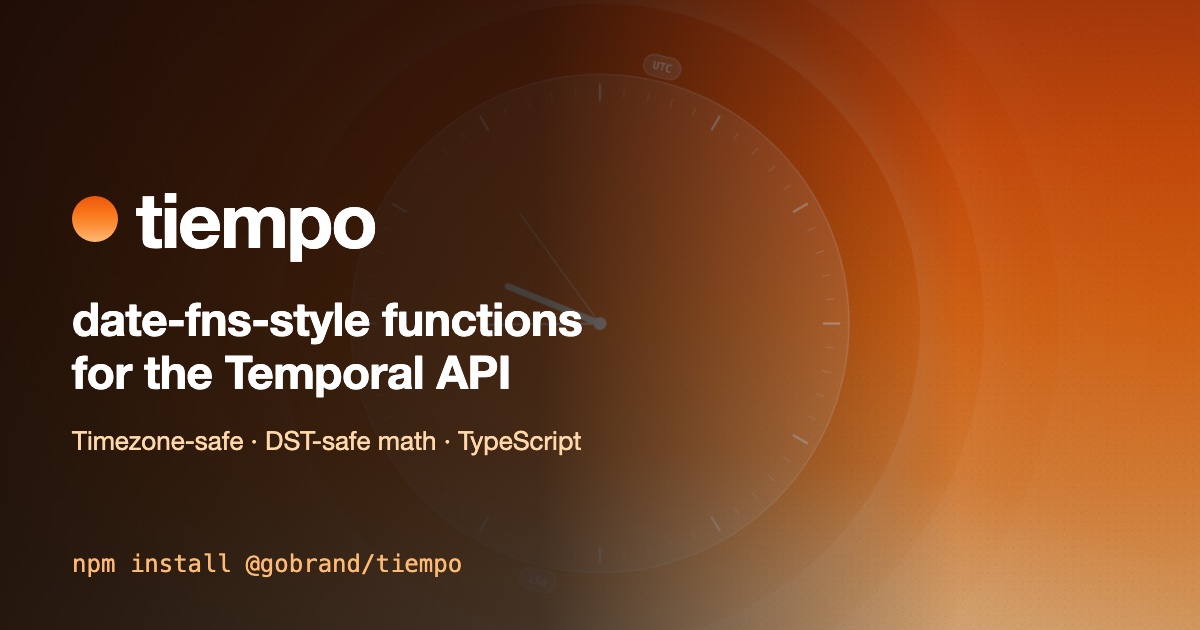 UTC
tiempo
date-fns-style functions
for the Temporal API
Timezone-safe · DST-safe math · TypeScript
npm install @gobrand/tiempo